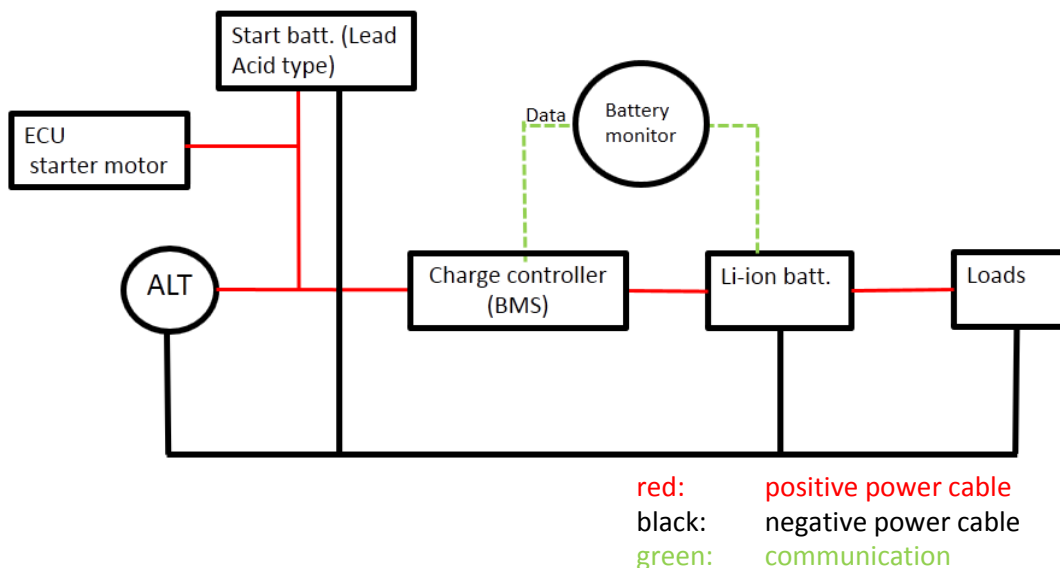 Start batt. (Lead
Acid type)
ECU
starter motor
Data
Battery
monitor
ALT
Charge controller
(BMS)
Li-ion batt.
Loads
red: positive power cable
black: negative power cable
green: communication